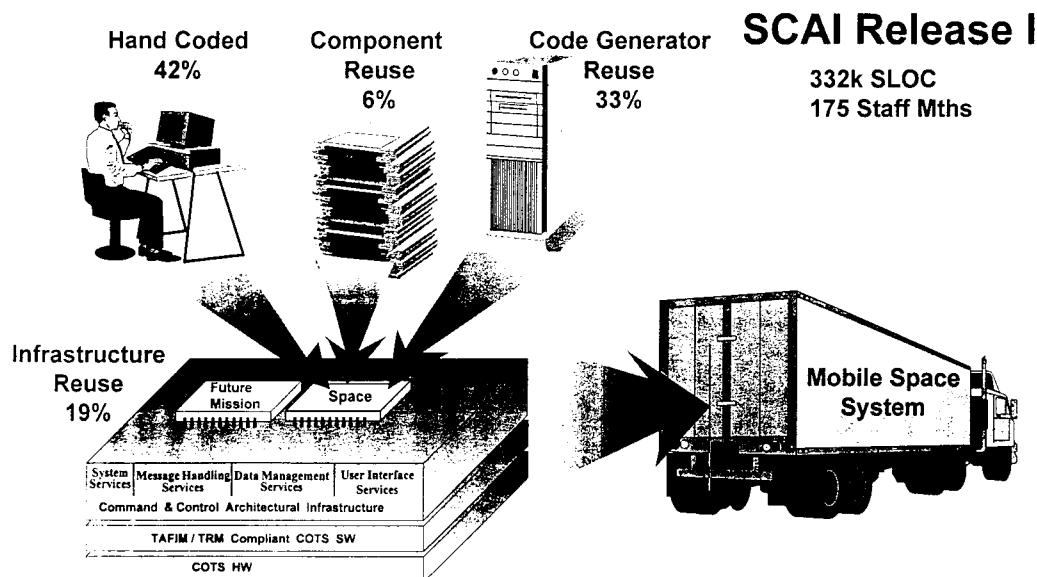 SCAI Release I
332k SLOC
175 Staff Mths
Hand Coded
42%
Component
Reuse
6%
Code Generator
Reuse
33%
Infrastructure
Reuse
19%
Future
Mission
Space
System
Services
Message Handling
Services
Data Management
Services
User Interface
Services
Command & Control Architectural Infrastructure
TAFIM / TRM Compliant COTS SW
COTS HW
Mobile Space
System